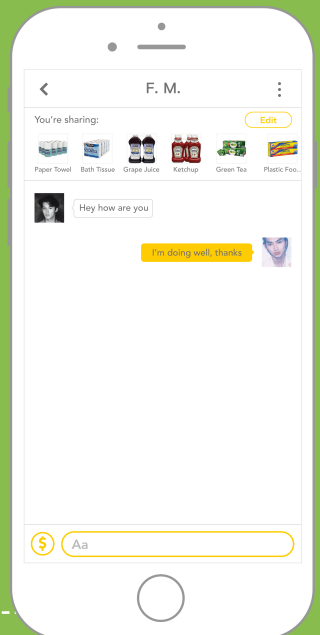 F. M.
You're sharing:
Edit
Paper Towel
Bath Tissue
Grape Juice
Ketchup
Green Tea
Plastic Foo..
Hey how are you
I'm doing well, thanks
$
Aa